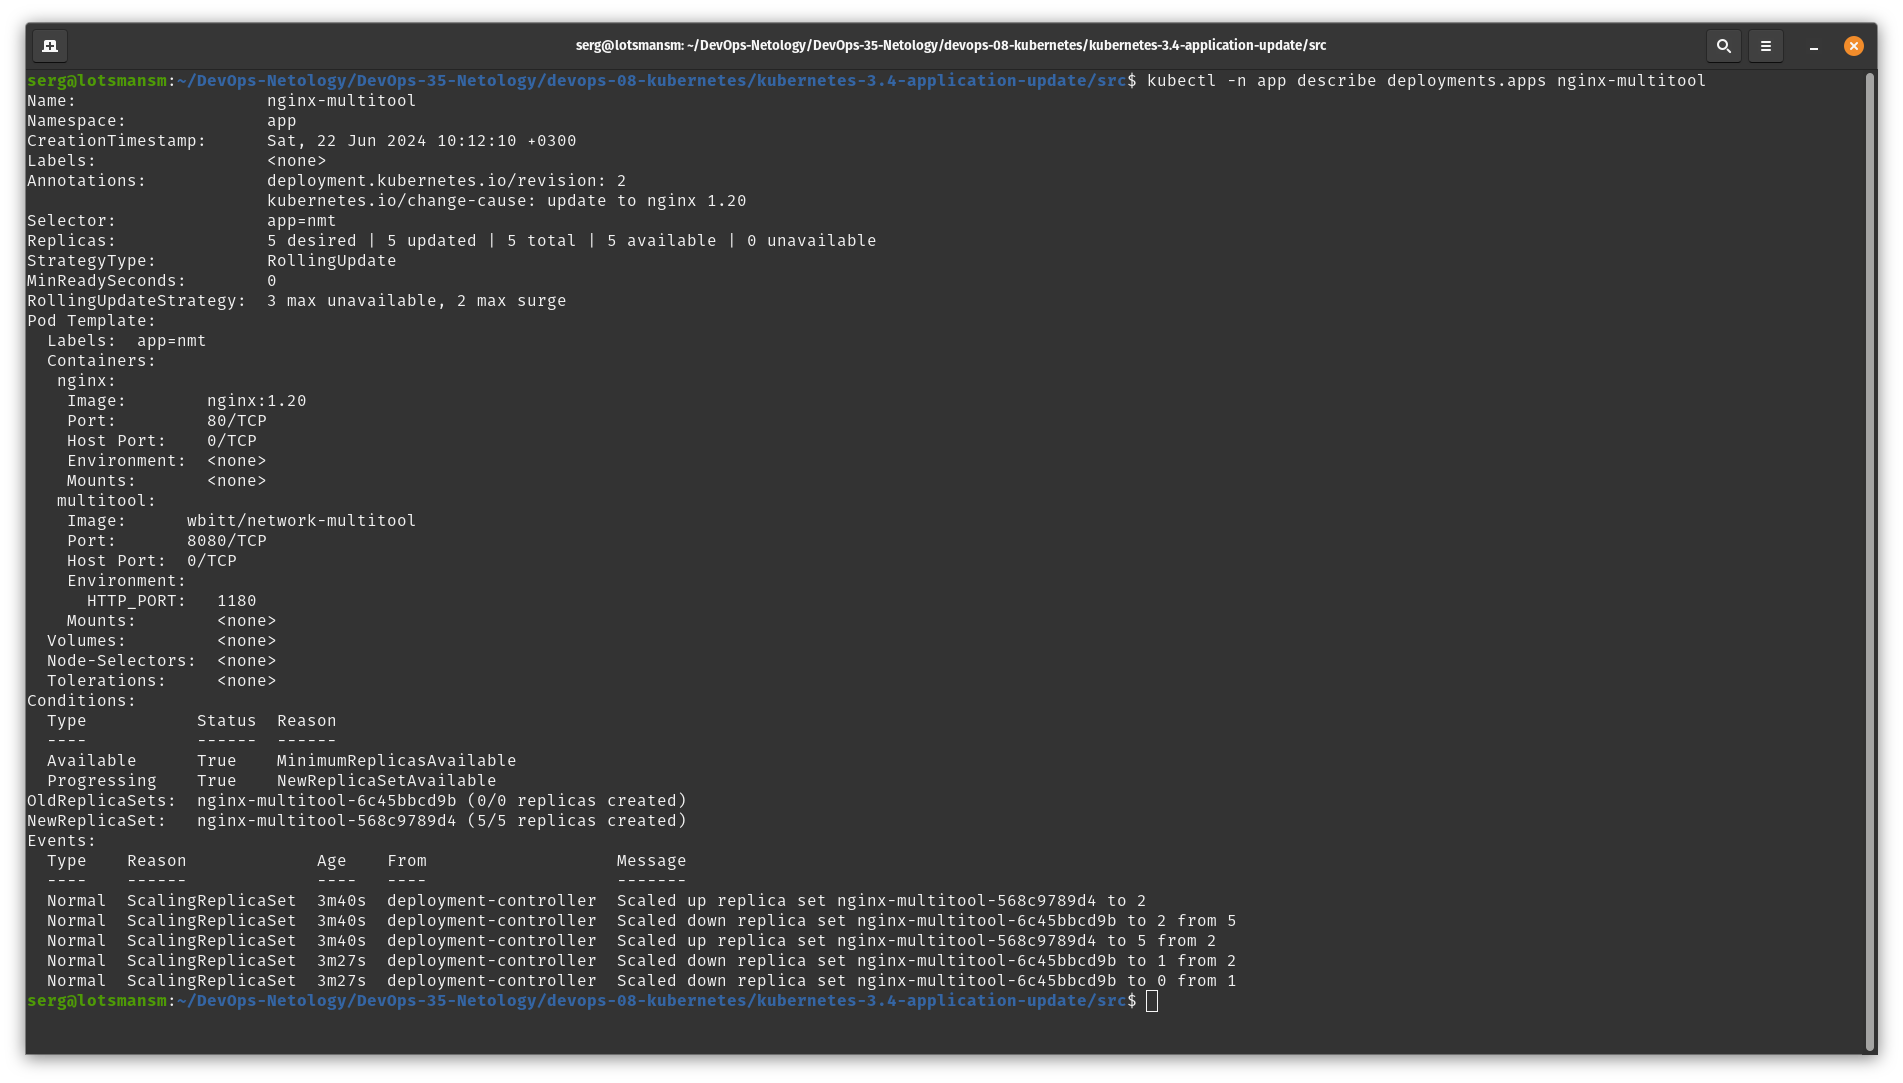 serg@lotsmansm: ~/DevOps-Netology/DevOps-35-Netology/devops-08-kubernetes/kubernetes-3.4-application-update/src
serg@lotsmansm:~/DevOps-Netology/DevOps-35-Netology/devops-08-kubernetes/kubernetes-3.4-application-update/src$ kubectl -n app describe deployments.apps nginx-multitool
Name:                   nginx-multitool
Namespace:              app
CreationTimestamp:      Sat, 22 Jun 2024 10:12:10 +0300
Labels:                 <none>
Annotations:            deployment.kubernetes.io/revision: 2
                        kubernetes.io/change-cause: update to nginx 1.20
Selector:               app=nmt
Replicas:               5 desired | 5 updated | 5 total | 5 available | 0 unavailable
StrategyType:           RollingUpdate
MinReadySeconds:        0
RollingUpdateStrategy:  3 max unavailable, 2 max surge
Pod Template:
  Labels:  app=nmt
  Containers:
   nginx:
    Image:        nginx:1.20
    Port:         80/TCP
    Host Port:    0/TCP
    Environment:  <none>
    Mounts:       <none>
   multitool:
    Image:      wbitt/network-multitool
    Port:       8080/TCP
    Host Port:  0/TCP
    Environment:
      HTTP_PORT:   1180
    Mounts:        <none>
  Volumes:         <none>
  Node-Selectors:  <none>
  Tolerations:     <none>
Conditions:
  Type           Status  Reason
  ----           ------  ------
  Available      True    MinimumReplicasAvailable
  Progressing    True    NewReplicaSetAvailable
OldReplicaSets:  nginx-multitool-6c45bbcd9b (0/0 replicas created)
NewReplicaSet:   nginx-multitool-568c9789d4 (5/5 replicas created)
Events:
  Type    Reason             Age    From                   Message
  ----    ------             ----   ----                   -------
  Normal  ScalingReplicaSet  3m40s  deployment-controller  Scaled up replica set nginx-multitool-568c9789d4 to 2
  Normal  ScalingReplicaSet  3m40s  deployment-controller  Scaled down replica set nginx-multitool-6c45bbcd9b to 2 from 5
  Normal  ScalingReplicaSet  3m40s  deployment-controller  Scaled up replica set nginx-multitool-568c9789d4 to 5 from 2
  Normal  ScalingReplicaSet  3m27s  deployment-controller  Scaled down replica set nginx-multitool-6c45bbcd9b to 1 from 2
  Normal  ScalingReplicaSet  3m27s  deployment-controller  Scaled down replica set nginx-multitool-6c45bbcd9b to 0 from 1
serg@lotsmansm:~/DevOps-Netology/DevOps-35-Netology/devops-08-kubernetes/kubernetes-3.4-application-update/src$